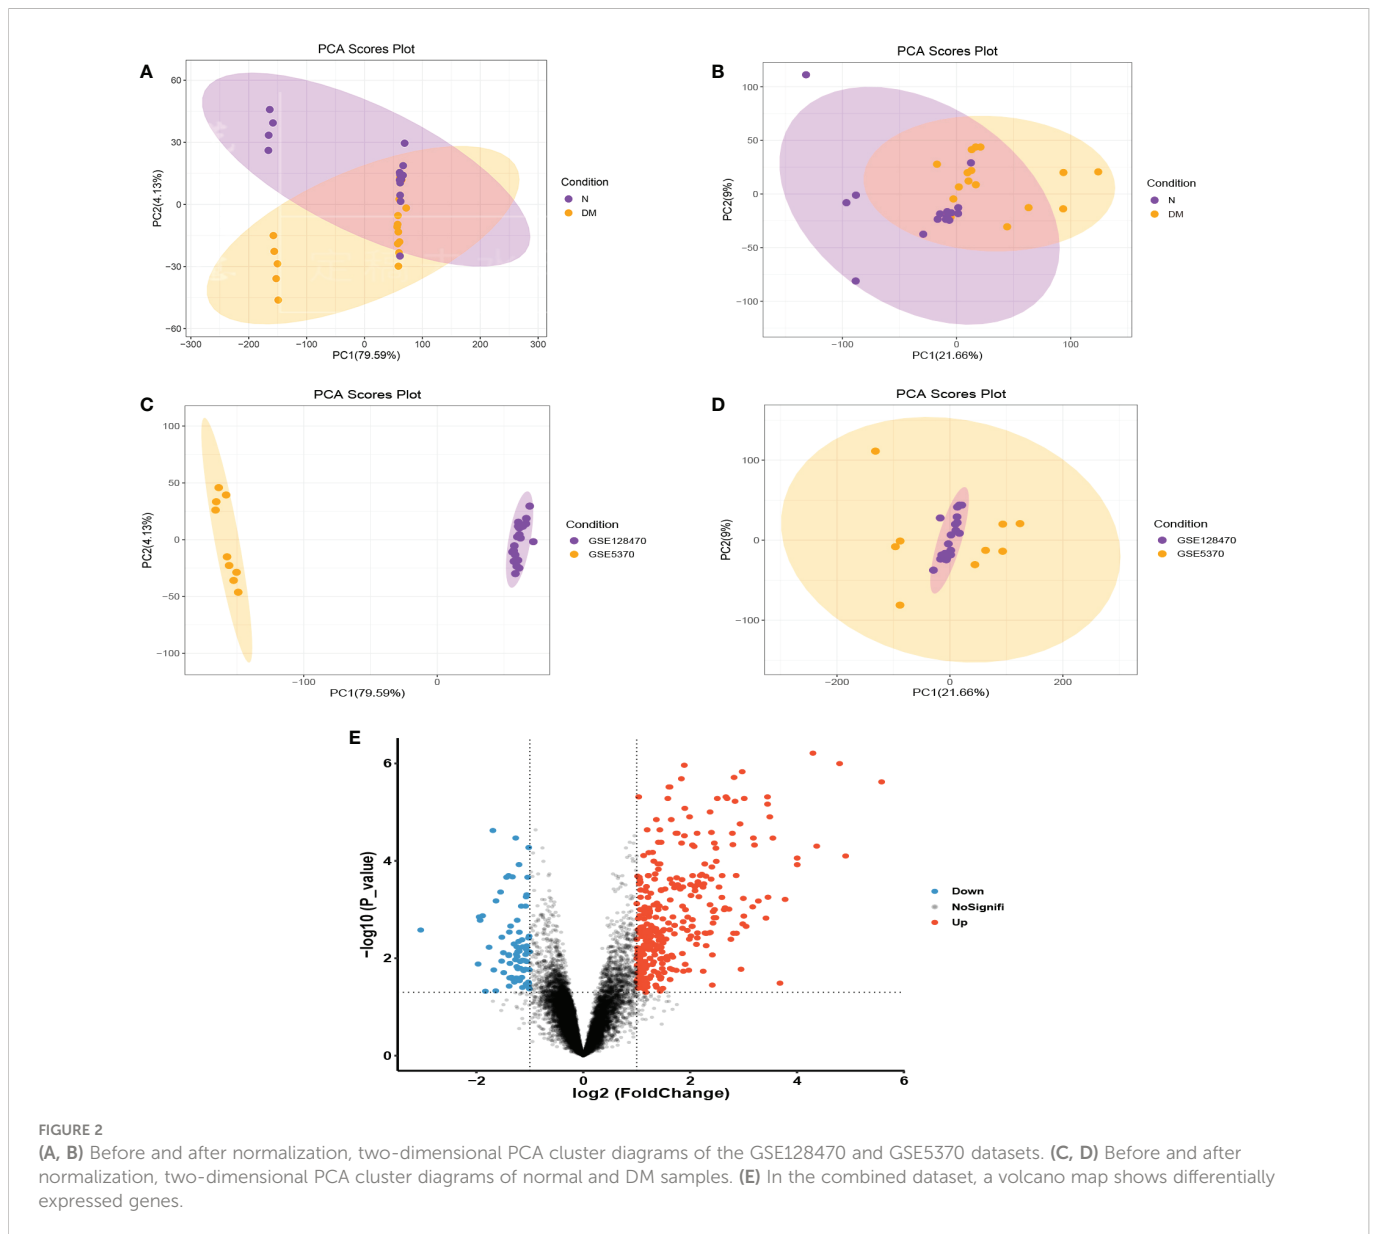 PCA Scores Plot
A
60
30
0
−30
−60
PC2(4.13%)
−300 −200 −100 0 100 200 300
PC1(79.59%)
Condition
N
DM
PCA Scores Plot
B
100
50
0
−50
−100
PC2(9%)
−100 0 100
PC1(21.66%)
Condition
N
DM
PCA Scores Plot
C
100
50
0
−50
−100
PC2(4.13%)
−100 0
PC1(79.59%)
Condition
GSE128470
GSE5370
PCA Scores Plot
D
100
0
−100
PC2(9%)
−200 0 200
PC1(21.66%)
Condition
GSE128470
GSE5370
E
6
4
2
0
−log10 (P_value)
−2 0 2 4 6
log2 (FoldChange)
Down
NoSignifi
Up
FIGURE 2
(A, B) Before and after normalization, two-dimensional PCA cluster diagrams of the GSE128470 and GSE5370 datasets. (C, D) Before and after
normalization, two-dimensional PCA cluster diagrams of normal and DM samples. (E) In the combined dataset, a volcano map shows differentially
expressed genes.